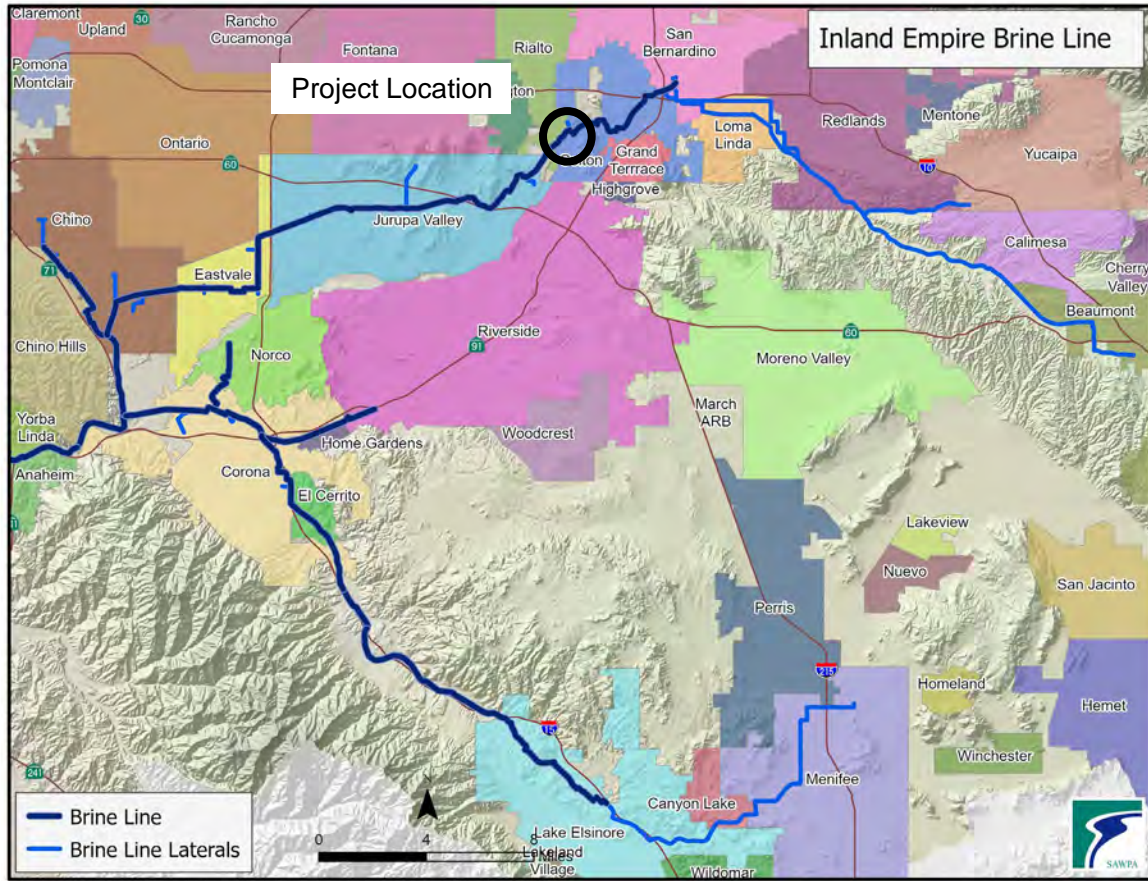 Claremont
Upland
30
Rancho
Cucamonga
Fontana
Rialto
San
Bernardino
Inland Empire Brine Line
Pomona
Montclair
Project Location
Ontario
60
Loma
Linda
Redlands
Mentone
Yucaipa
10
Grand
Terrrace
Highgrove
Chino
71
Jurupa Valley
Eastvale
Calimesa
Cherry
Valley
Beaumont
Chino Hills
Norco
Riverside
91
60
Moreno Valley
March
ARB
Yorba
Linda
Anaheim
Home Gardens
Woodcrest
Corona
El Cerrito
Lakeview
Nuevo
San Jacinto
Perris
215
Homeland
Hemet
15
Winchester
241
Menifee
Canyon Lake
Lake Elsinore
Lakeland
Village
Wildomar
Brine Line
Brine Line Laterals
0 4 8
Miles
SAWPA